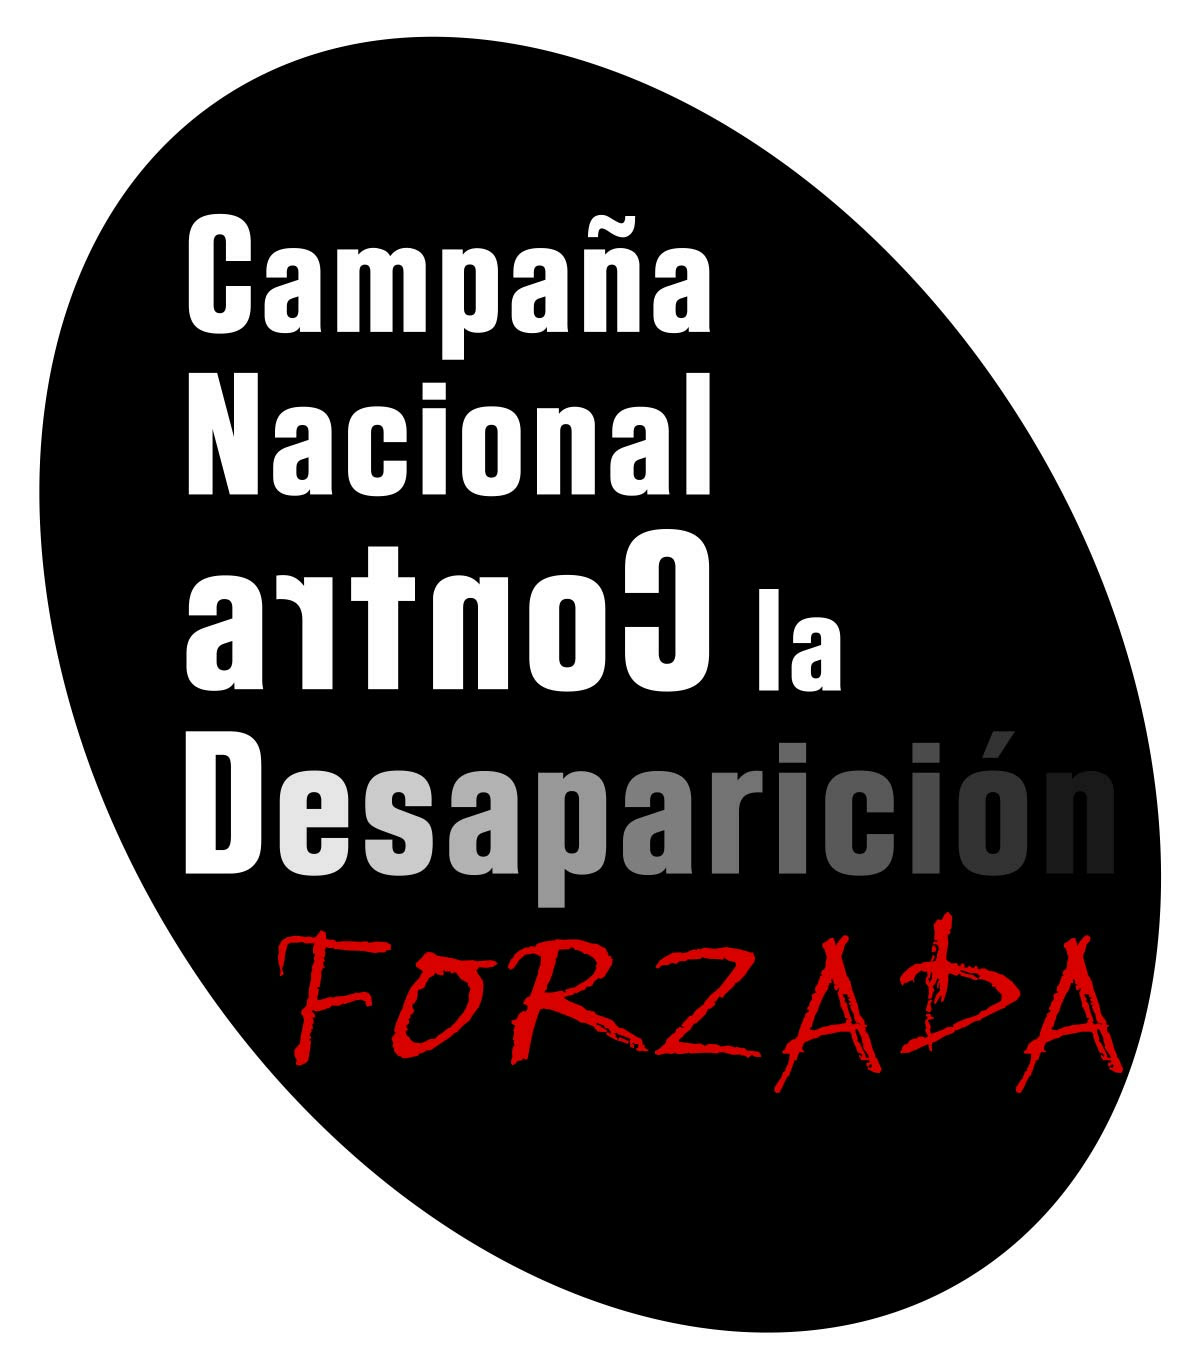 Campaña
Nacional
Contra la
Desaparición
FORZADA